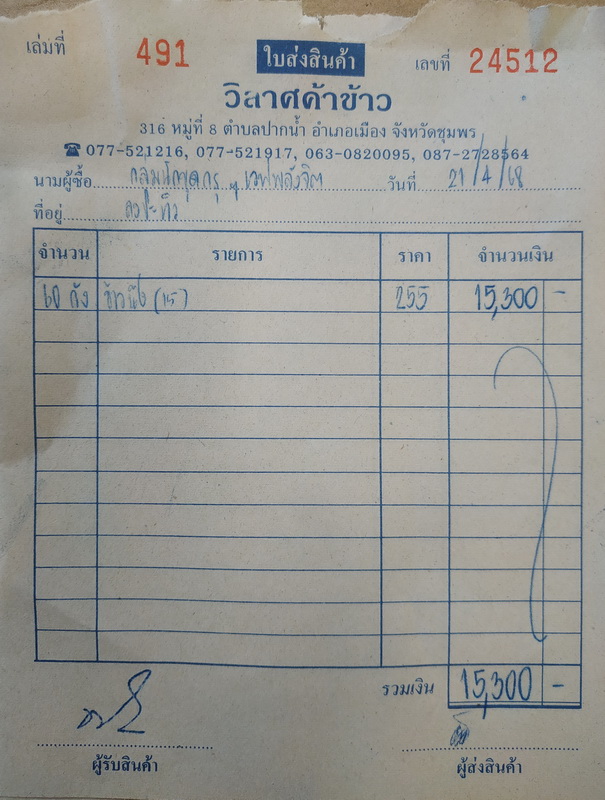 เล่มที่ 491 ใบส่งสินค้า เลขที่ 24512
วิลาศค้าข้าว
316 หมู่ที่ 8 ตำบลปากน้ำ อำเภอเมือง จังหวัดชุมพร
☎ 077-521216, 077-521917, 063-0820095, 087-2728564
นามผู้ซื้อ วันที่ 21/4/68
ที่อยู่
จำนวน รายการ ราคา จำนวนเงิน
60 (15) 255 15,300 -
รวมเงิน 15,300 -
ผู้รับสินค้า ผู้ส่งสินค้า